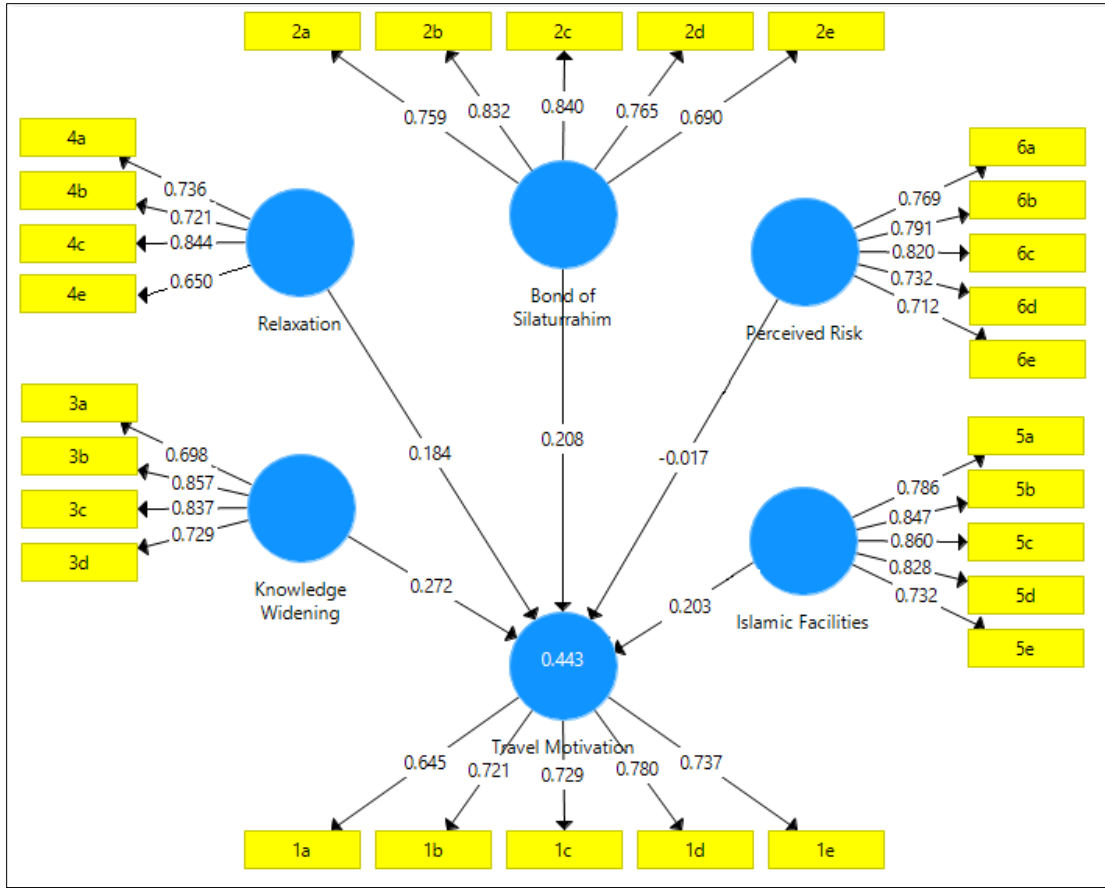 2a
2b
2c
2d
2e
0.759
0.832
0.840
0.765
0.690
4a
4b
4c
4e
0.736
0.721
0.844
0.650
Relaxation
Bond of
Silaturrahim
6a
6b
6c
6d
6e
0.769
0.791
0.820
0.732
0.712
Perceived Risk
3a
3b
3c
3d
0.698
0.857
0.837
0.729
Knowledge
Widening
0.184
0.208
-0.017
0.272
0.203
5a
5b
5c
5d
5e
0.786
0.847
0.860
0.828
0.732
Islamic Facilities
0.443
Travel Motivation
0.645
0.721
0.729
0.780
0.737
1a
1b
1c
1d
1e